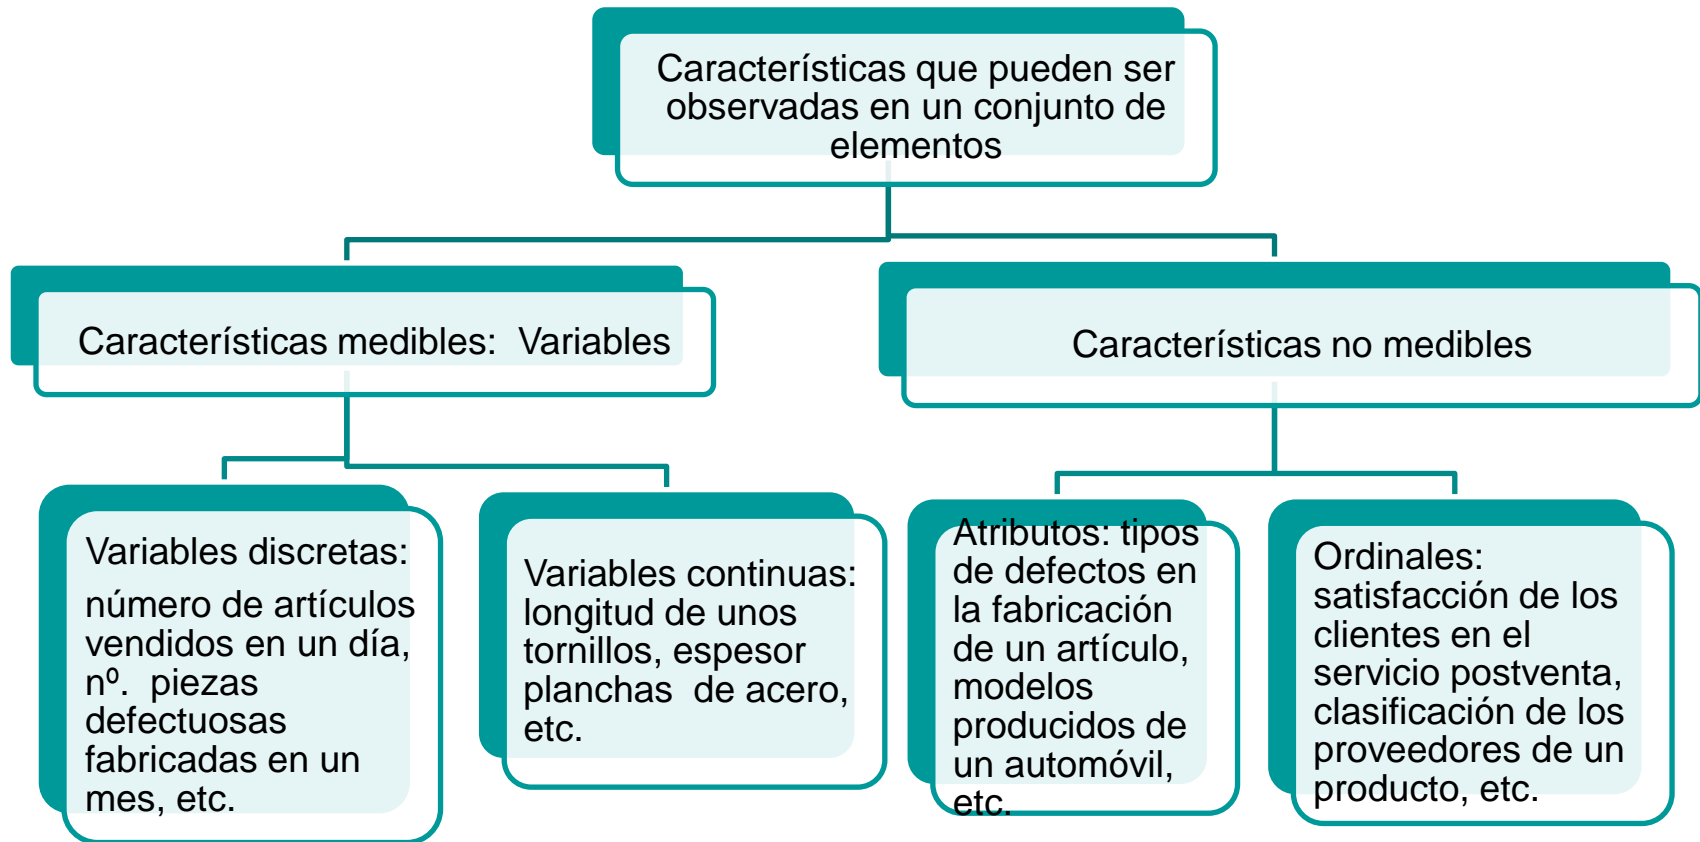 Características que pueden ser
observadas en un conjunto de
elementos
Características medibles:  Variables
Características no medibles
Variables discretas:
número de artículos
vendidos en un día,
nº.  piezas
defectuosas
fabricadas en un
mes, etc.
Variables continuas:
longitud de unos
tornillos, espesor
planchas  de acero,
etc.
Atributos: tipos
de defectos en
la fabricación
de un artículo,
modelos
producidos de
un automóvil,
etc.
Ordinales:
satisfacción de los
clientes en el
servicio postventa,
clasificación de los
proveedores de un
producto, etc.